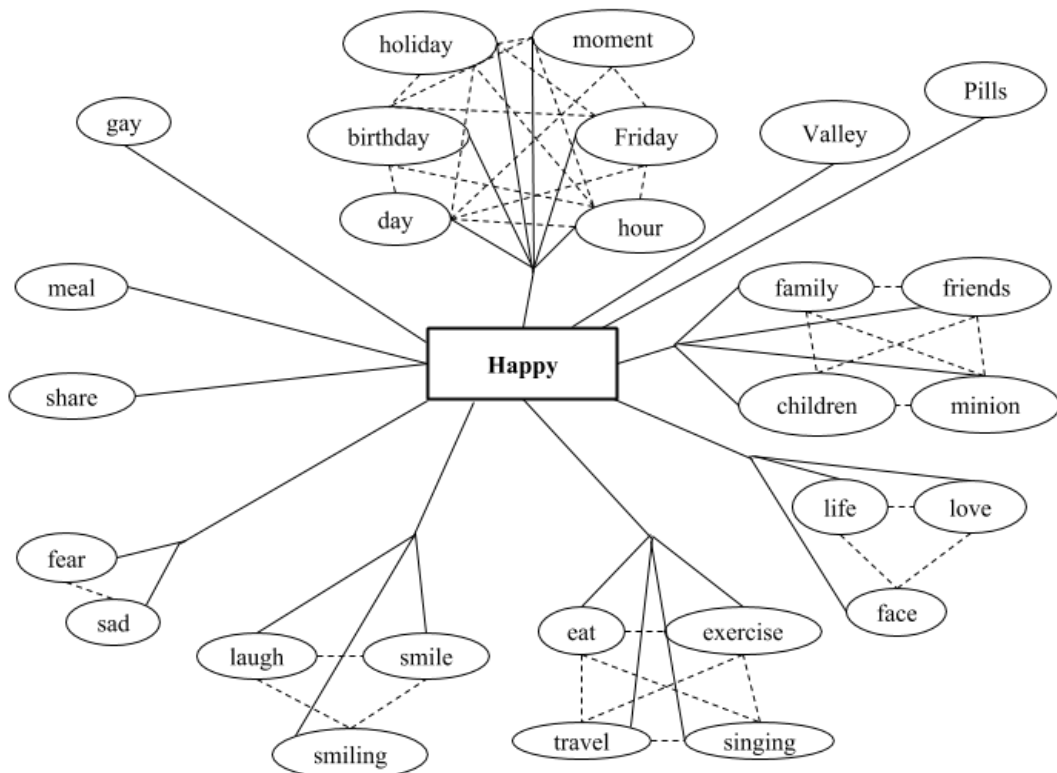 holiday
moment
Pills
gay
birthday
Friday
Valley
day
hour
meal
family
friends
Happy
share
children
minion
life
love
fear
sad
face
eat
exercise
laugh
smile
travel
singing
smiling